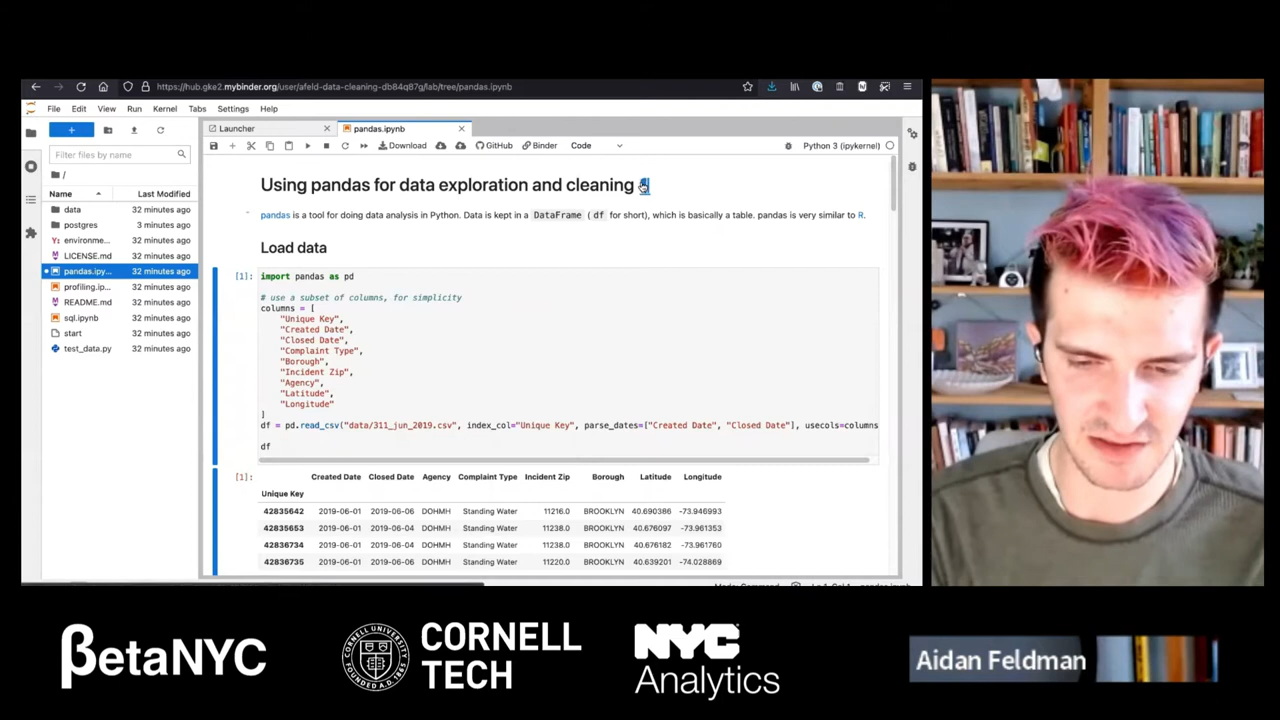 https://hub.gke2.mybinder.org/user/afeld-data-cleaning-db84q87g/lab/tree/pandas.ipynb
File Edit View Run Kernel Tabs Settings Help
Launcher
pandas.ipynb
Download GitHub Binder Code Python 3 (ipykernel)
Filter files by name
/
Name Last Modified
data 32 minutes ago
postgres 3 minutes ago
environme... 32 minutes ago
LICENSE.md 32 minutes ago
pandas.ipy... 32 minutes ago
profiling.ip... 32 minutes ago
README.md 32 minutes ago
sql.ipynb 32 minutes ago
start 32 minutes ago
test_data.py 32 minutes ago
Using pandas for data exploration and cleaning
pandas is a tool for doing data analysis in Python. Data is kept in a DataFrame ( df for short), which is basically a table. pandas is very similar to R.
Load data
[1]: import pandas as pd
# use a subset of columns, for simplicity
columns = [
"Unique Key",
"Created Date",
"Closed Date",
"Complaint Type",
"Borough",
"Incident Zip",
"Agency",
"Latitude",
"Longitude"
]
df = pd.read_csv("data/311_jun_2019.csv", index_col="Unique Key", parse_dates=["Created Date", "Closed Date"], usecols=columns
df
[1]: Created Date Closed Date Agency Complaint Type Incident Zip Borough Latitude Longitude
Unique Key
42835642 2019-06-01 2019-06-06 DOHMH Standing Water 11216.0 BROOKLYN 40.690386 -73.946993
42835653 2019-06-01 2019-06-04 DOHMH Standing Water 11238.0 BROOKLYN 40.676097 -73.961353
42836734 2019-06-01 2019-06-04 DOHMH Standing Water 11238.0 BROOKLYN 40.676182 -73.961760
42836735 2019-06-01 2019-06-06 DOHMH Standing Water 11220.0 BROOKLYN 40.639201 -74.028869
βetaNYC
CORNELL
TECH
NYC
Analytics
Aidan Feldman